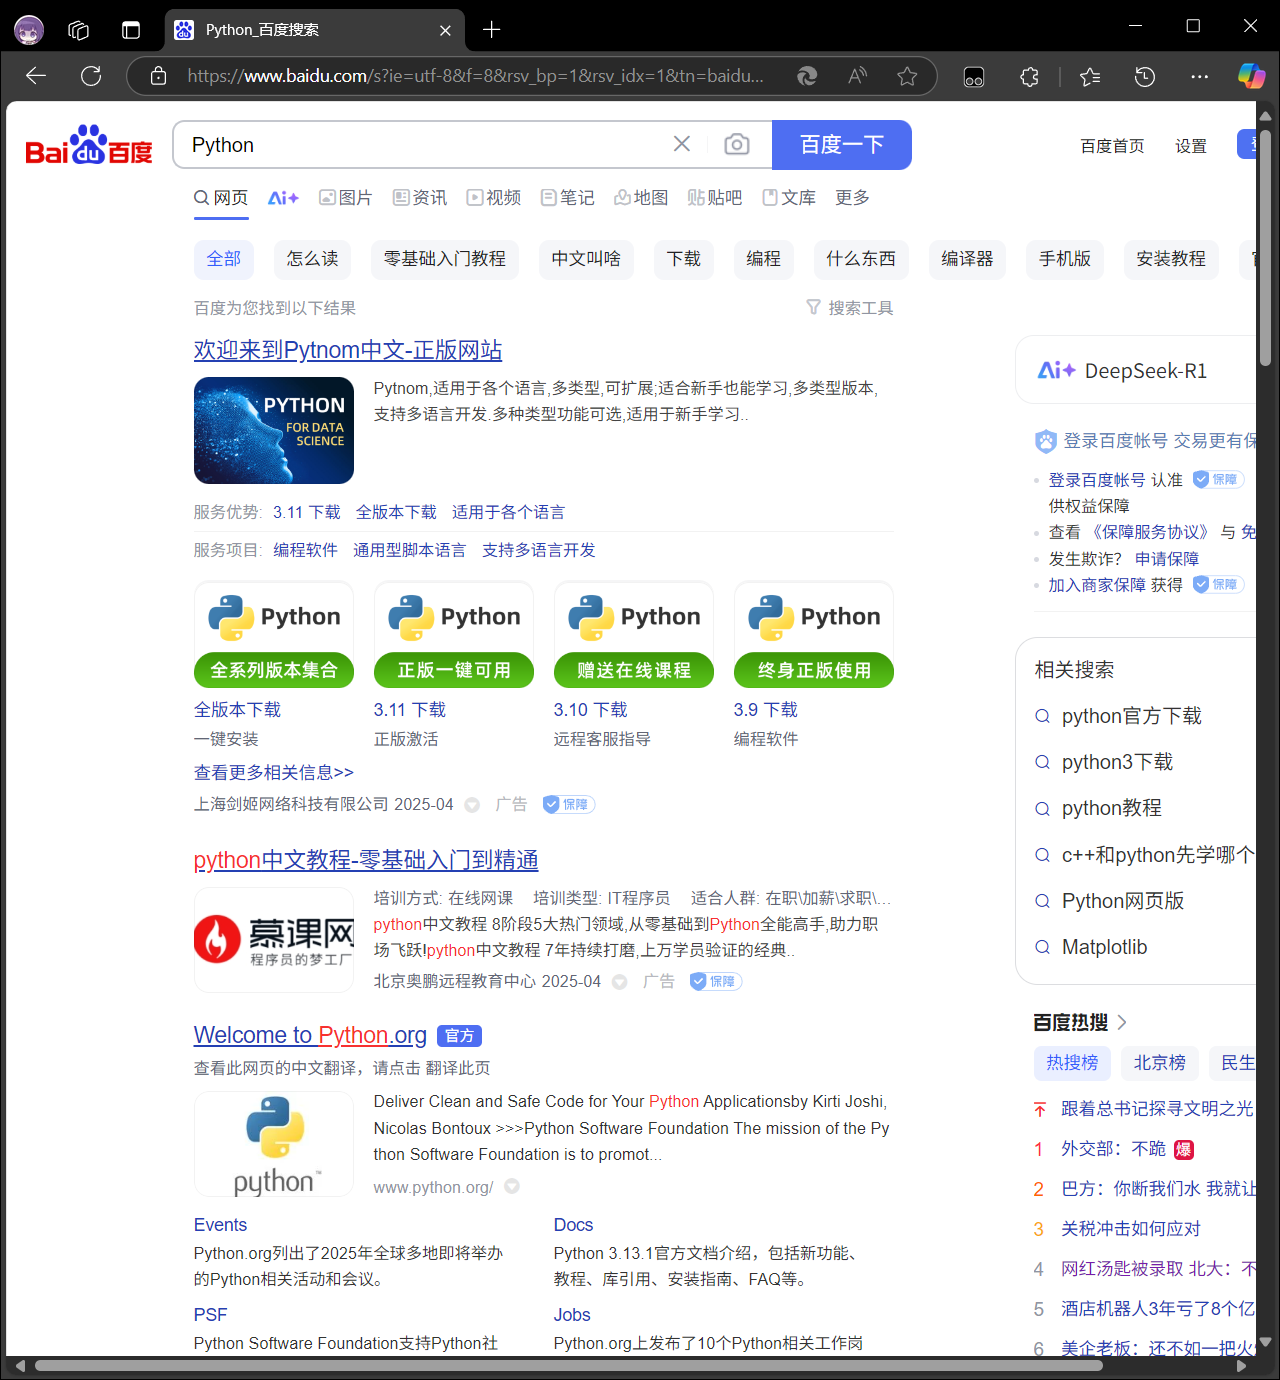 Python_百度搜索
https://www.baidu.com/s?ie=utf-8&f=8&rsv_bp=1&rsv_idx=1&tn=baidu...
Bai du 百度
Python
百度一下
百度首页 设置
网页 Ai+ 图片 资讯 视频 笔记 地图 贴吧 文库 更多
全部 怎么读 零基础入门教程 中文叫啥 下载 编程 什么东西 编译器 手机版 安装教程
百度为您找到以下结果
搜索工具
欢迎来到Pytnom中文-正版网站
PYTHON
FOR DATA
SCIENCE
Pytnom,适用于各个语言,多类型,可扩展;适合新手也能学习,多类型版本,
支持多语言开发.多种类型功能可选,适用于新手学习..
服务优势: 3.11 下载 全版本下载 适用于各个语言
服务项目: 编程软件 通用型脚本语言 支持多语言开发
Python Python Python Python
全系列版本集合 正版一键可用 赠送在线课程 终身正版使用
全版本下载 3.11 下载 3.10 下载 3.9 下载
一键安装 正版激活 远程客服指导 编程软件
查看更多相关信息>>
上海剑姬网络科技有限公司 2025-04 广告 保障
python中文教程-零基础入门到精通
慕课网
程序员的梦工厂
培训方式: 在线网课 培训类型: IT程序员 适合人群: 在职\加薪\求职\...
python中文教程 8阶段5大热门领域,从零基础到Python全能高手,助力职
场飞跃!python中文教程 7年持续打磨,上万学员验证的经典..
北京奥鹏远程教育中心 2025-04 广告 保障
Welcome to Python.org 官方
查看此网页的中文翻译，请点击 翻译此页
python™
Deliver Clean and Safe Code for Your Python Applicationsby Kirti Joshi,
Nicolas Bontoux >>>Python Software Foundation The mission of the Py
thon Software Foundation is to promot...
www.python.org/
Events
Python.org列出了2025年全球多地即将举办
的Python相关活动和会议。
Docs
Python 3.13.1官方文档介绍，包括新功能、
教程、库引用、安装指南、FAQ等。
PSF
Python Software Foundation支持Python社
Jobs
Python.org上发布了10个Python相关工作岗
Ai+ DeepSeek-R1
登录百度帐号 交易更有保
登录百度帐号 认准 保障
供权益保障
查看 《保障服务协议》 与 免
发生欺诈？ 申请保障
加入商家保障 获得 保障
相关搜索
python官方下载
python3下载
python教程
c++和python先学哪个
Python网页版
Matplotlib
百度热搜
热搜榜 北京榜 民生
跟着总书记探寻文明之光
1 外交部：不跪 爆
2 巴方：你断我们水 我就让
3 关税冲击如何应对
4 网红汤匙被录取 北大：不
5 酒店机器人3年亏了8个亿
6 美企老板：还不如一把火